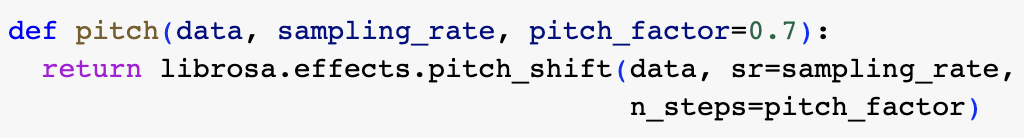 def pitch(data, sampling_rate, pitch_factor=0.7):
  return librosa.effects.pitch_shift(data, sr=sampling_rate,
                                     n_steps=pitch_factor)